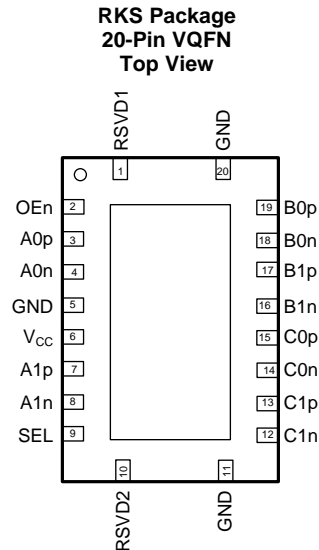 RKS Package
20-Pin VQFN
Top View
RSVD1
GND
1
20
OEn 2
19 B0p
A0p 3
18 B0n
A0n 4
17 B1p
GND 5
16 B1n
VCC 6
15 C0p
A1p 7
14 C0n
A1n 8
13 C1p
SEL 9
12 C1n
10
11
RSVD2
GND